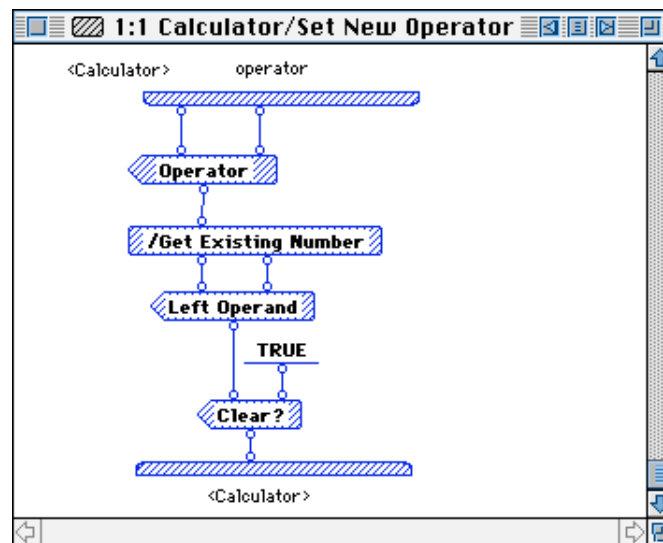 1:1 Calculator/Set New Operator
<Calculator> operator
Operator
/Get Existing Number
Left Operand
TRUE
Clear?
<Calculator>